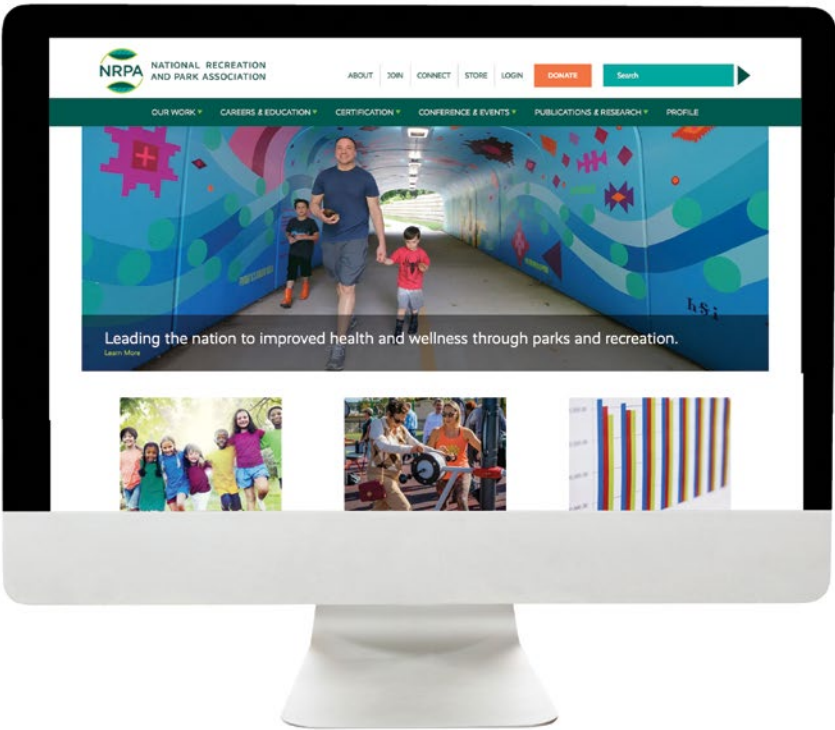 NRPA
NATIONAL RECREATION
AND PARK ASSOCIATION
ABOUT JOIN CONNECT STORE LOGIN DONATE Search
OUR WORK CAREERS & EDUCATION CERTIFICATION CONFERENCE & EVENTS PUBLICATIONS & RESEARCH PROFILE
hsi
Leading the nation to improved health and wellness through parks and recreation.
Learn More